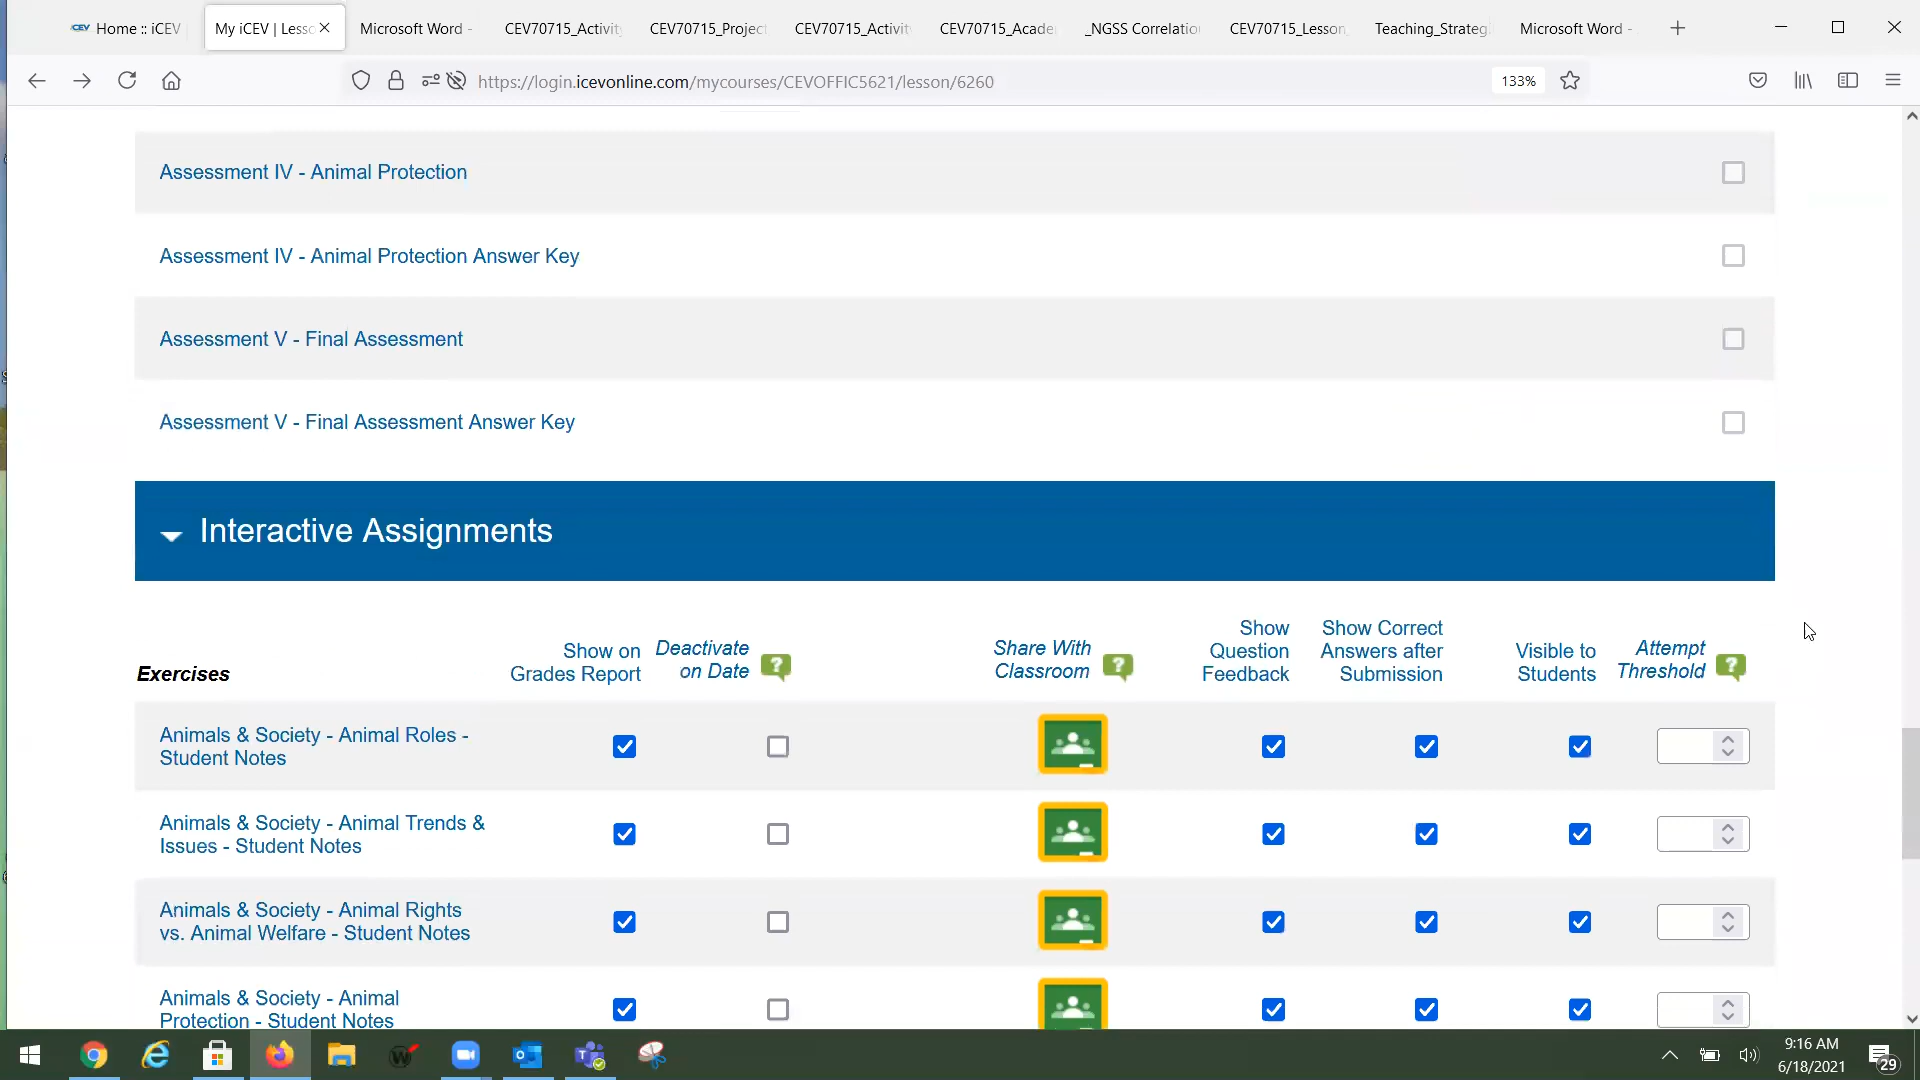 Home :: iCEV
My iCEV | Lesso
Microsoft Word -
CEV70715_Activity
CEV70715_Project
CEV70715_Activit
CEV70715_Acade
_NGSS Correlatio
CEV70715_Lesson
Teaching_Strateg
Microsoft Word -
https://login.icevonline.com/mycourses/CEVOFFIC5621/lesson/6260
133%
Assessment IV - Animal Protection
Assessment IV - Animal Protection Answer Key
Assessment V - Final Assessment
Assessment V - Final Assessment Answer Key
Interactive Assignments
Exercises
Show on
Grades Report
Deactivate
on Date
?
Share With
Classroom
?
Show
Question
Feedback
Show Correct
Answers after
Submission
Visible to
Students
Attempt
Threshold
?
Animals & Society - Animal Roles -
Student Notes
Animals & Society - Animal Trends &
Issues - Student Notes
Animals & Society - Animal Rights
vs. Animal Welfare - Student Notes
Animals & Society - Animal
Protection - Student Notes
9:16 AM
6/18/2021
29